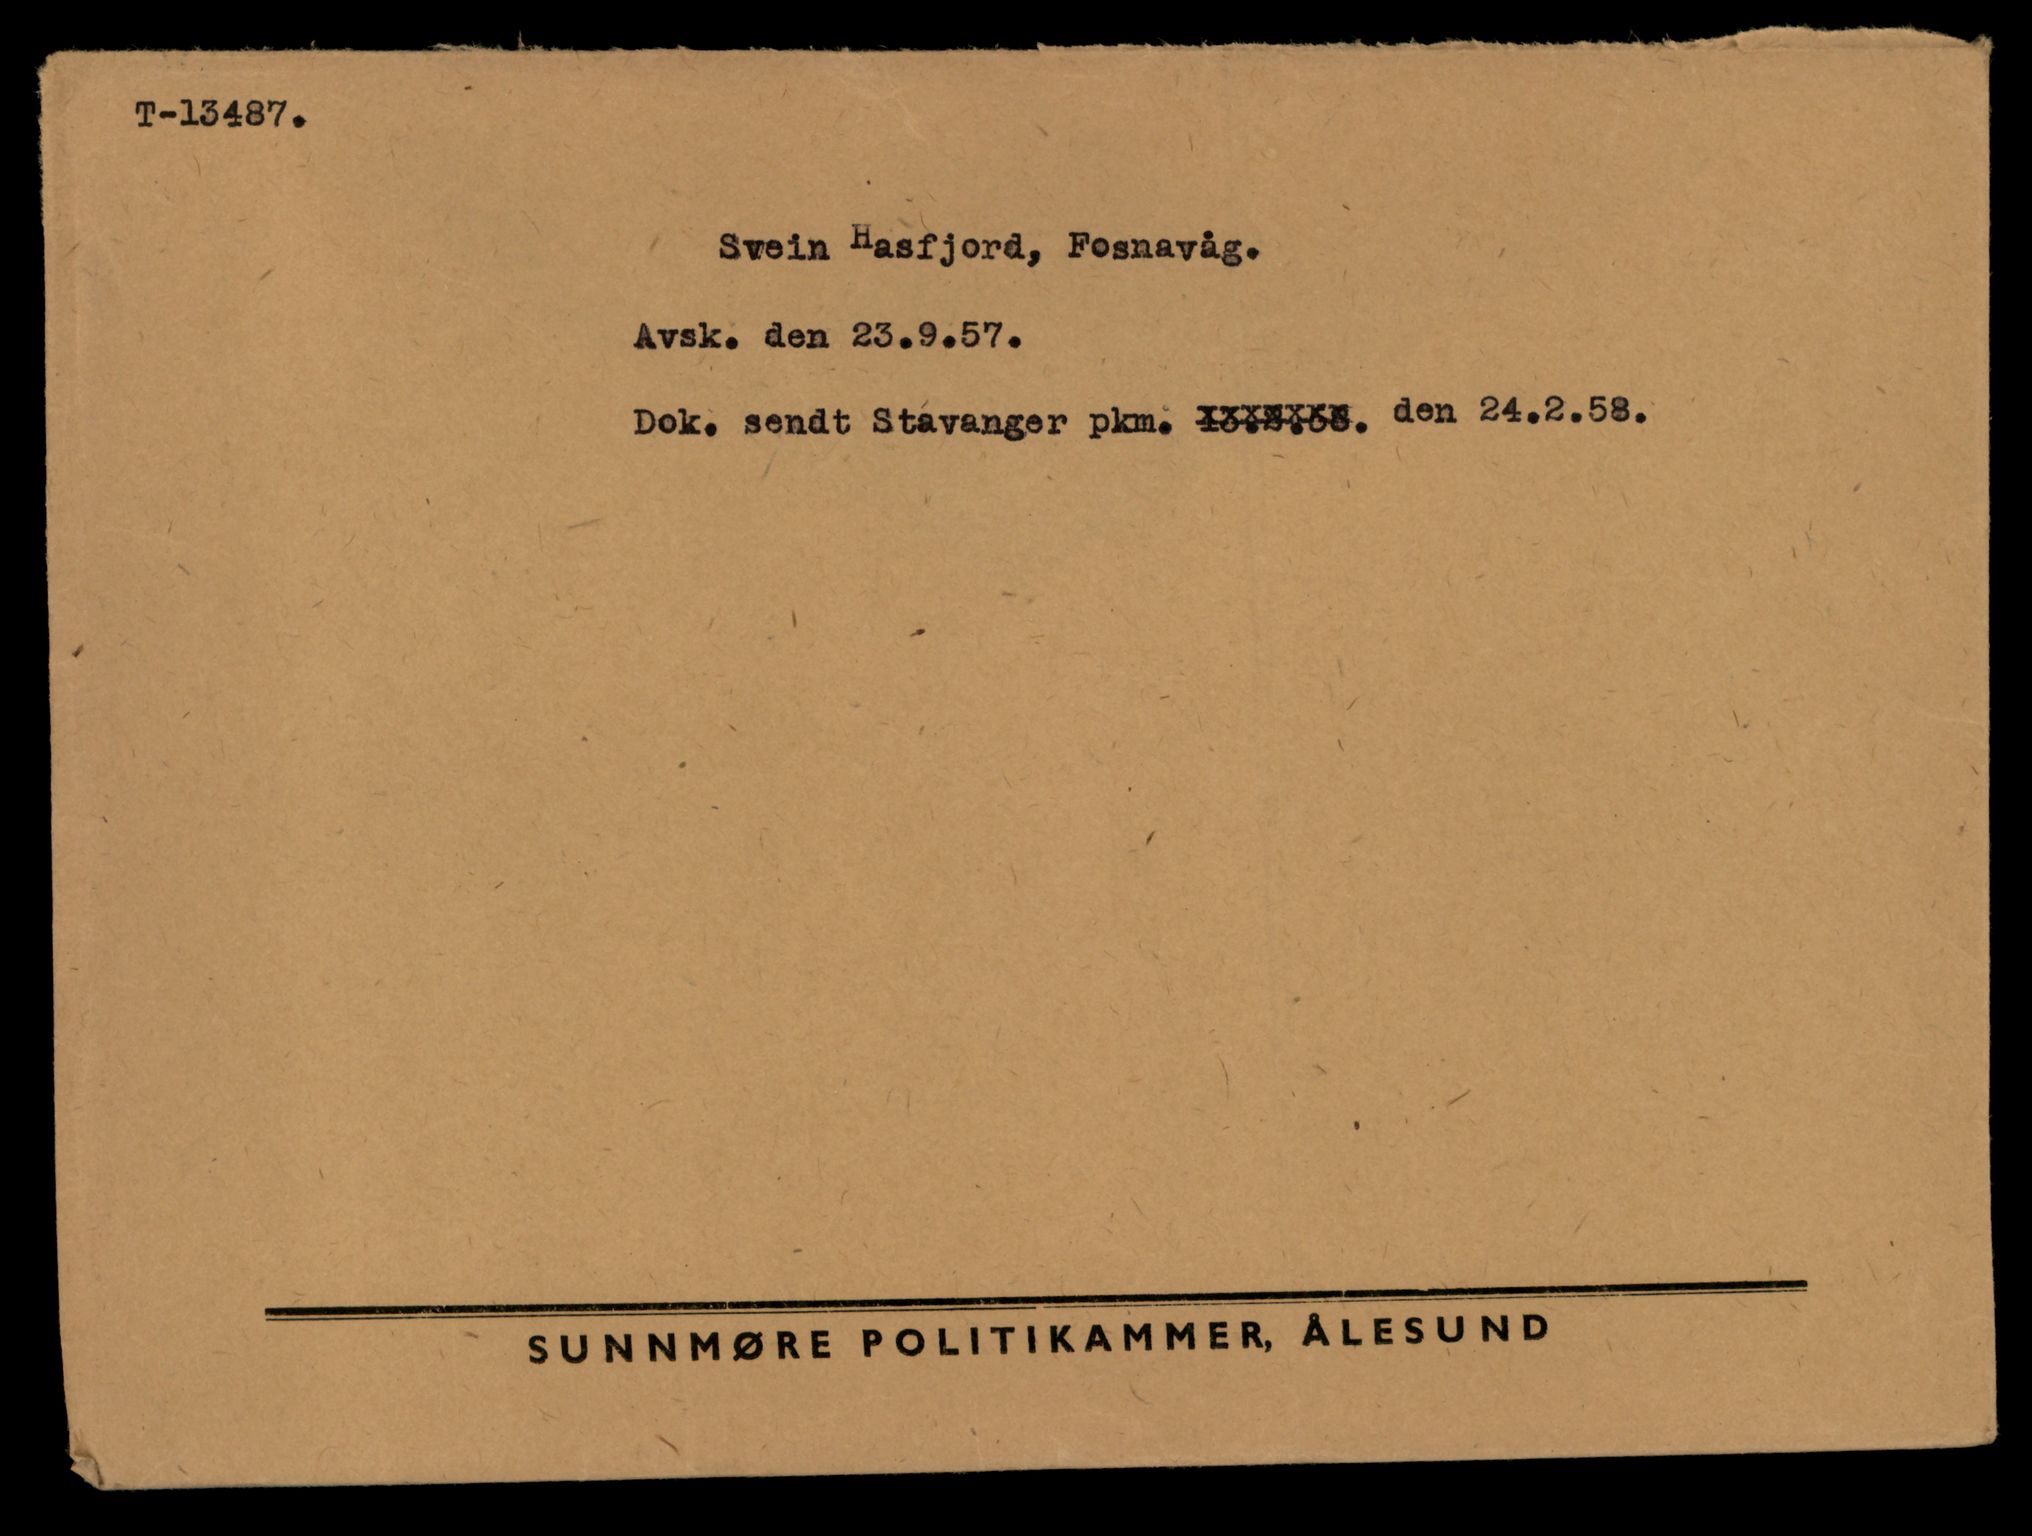 T-13487.
Svein Hasfjord, Fosnavåg.
Avsk. den 23.9.57.
Dok. sendt Stavanger pkm. den 24.2.58.
SUNNMØRE POLITIKAMMER, ÅLESUND